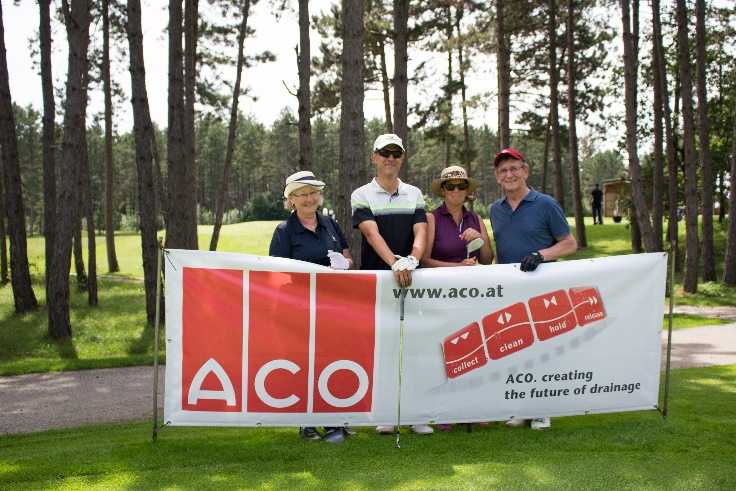 ACO
www.aco.at
collect
clean
hold
release
ACO. creating
the future of drainage